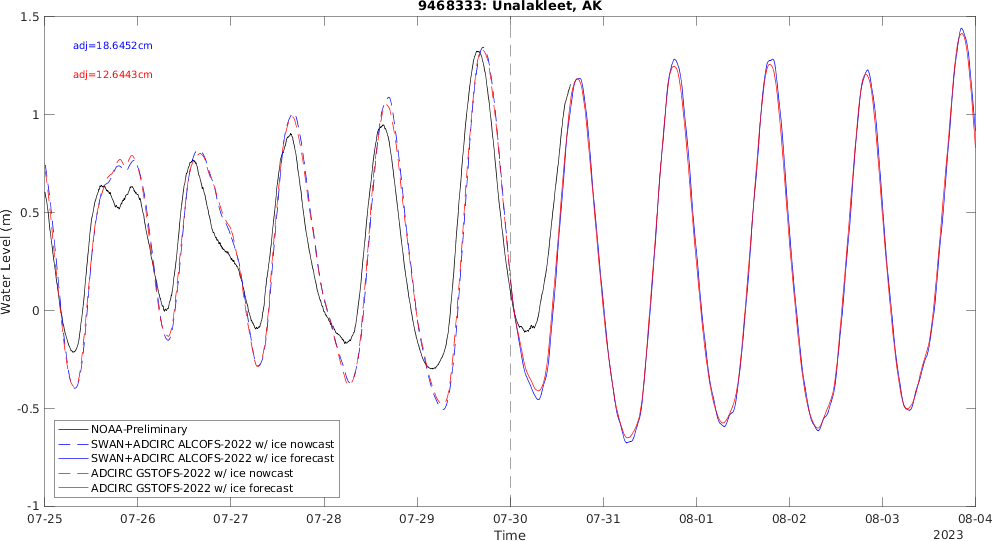 9468333: Unalakleet, AK
1.5
adj=18.6452cm
adj=12.6443cm
1
0.5
Water Level (m)
0
-0.5
NOAA-Preliminary
SWAN+ADCIRC ALCOFS-2022 w/ ice nowcast
SWAN+ADCIRC ALCOFS-2022 w/ ice forecast
ADCIRC GSTOFS-2022 w/ ice nowcast
ADCIRC GSTOFS-2022 w/ ice forecast
-1
07-25 07-26 07-27 07-28 07-29 07-30 07-31 08-01 08-02 08-03 08-04
Time
2023